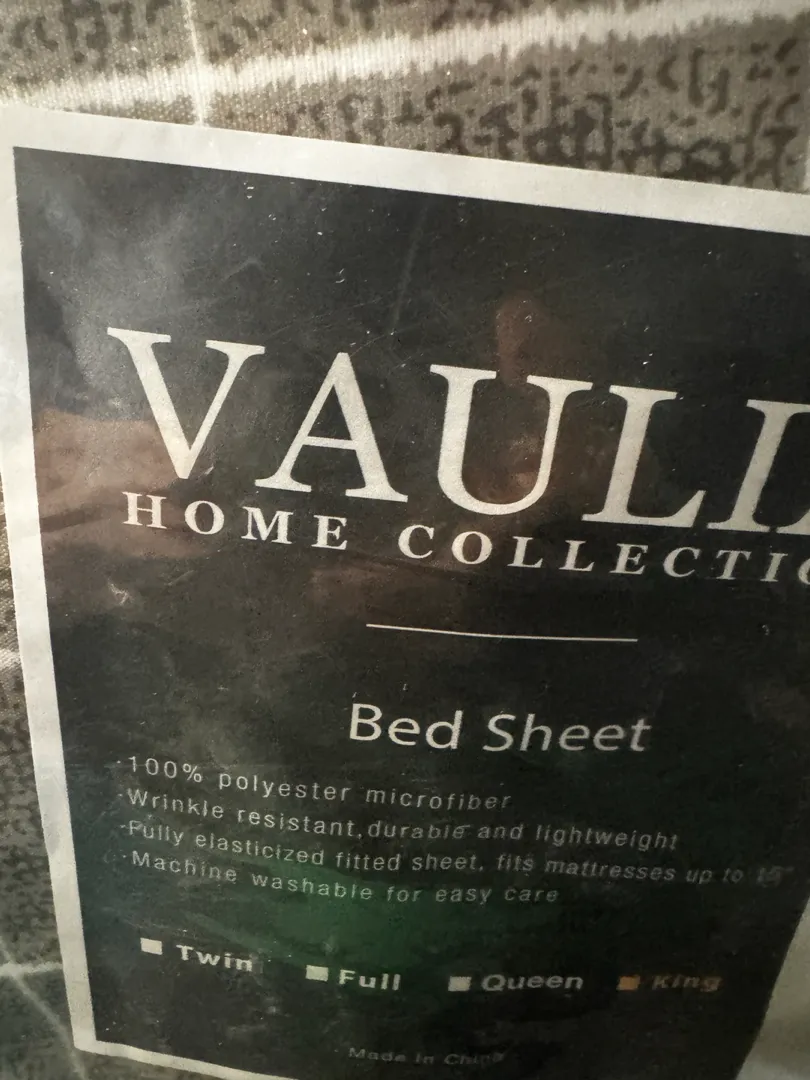 VAULI
HOME COLLECTIO
Bed Sheet
·100% polyester microfiber
·Wrinkle resistant,durable and lightweight
·Fully elasticized fitted sheet, fits mattresses up to
·Machine washable for easy care
Twin Full Queen King
Made In China